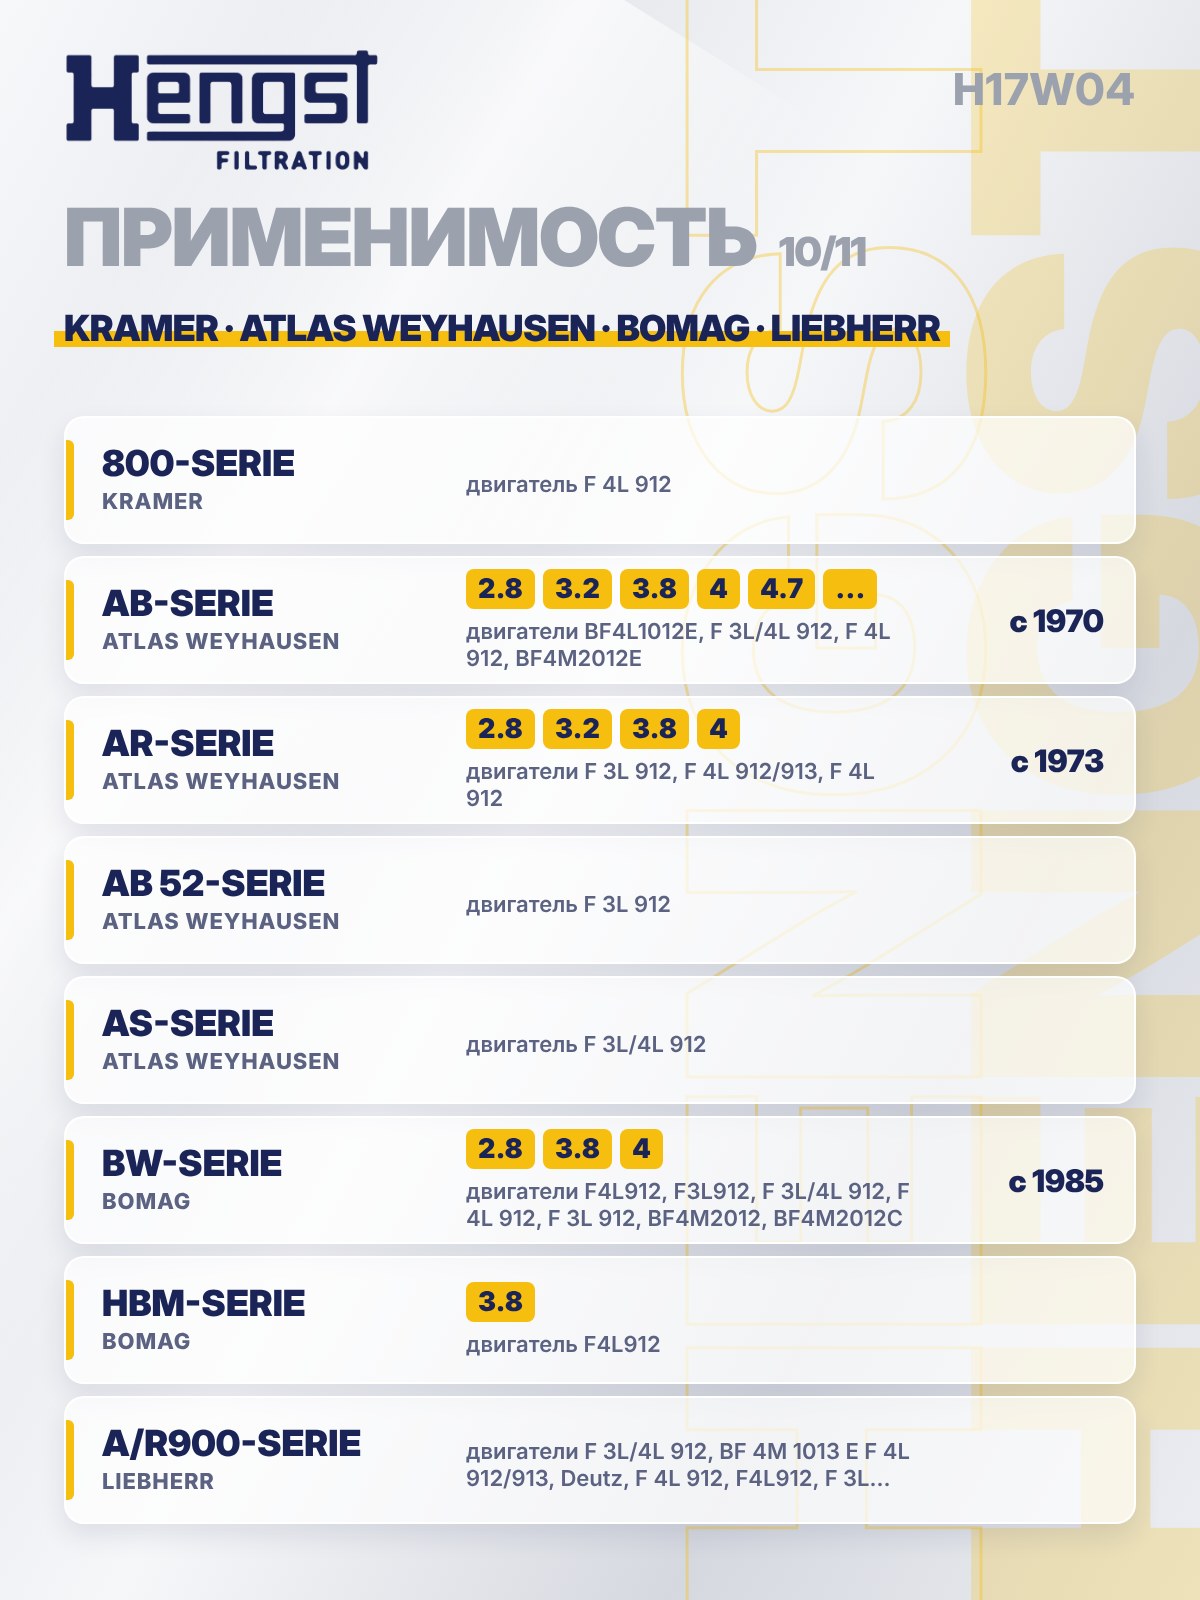 Hengst
FILTRATION
H17W04
ПРИМЕНИМОСТЬ 10/11
KRAMER · ATLAS WEYHAUSEN · BOMAG · LIEBHERR
800-SERIE
KRAMER
двигатель F 4L 912
AB-SERIE
ATLAS WEYHAUSEN
2.8 3.2 3.8 4 4.7 ...
двигатели BF4L1012E, F 3L/4L 912, F 4L
912, BF4M2012E
с 1970
AR-SERIE
ATLAS WEYHAUSEN
2.8 3.2 3.8 4
двигатели F 3L 912, F 4L 912/913, F 4L
912
с 1973
AB 52-SERIE
ATLAS WEYHAUSEN
двигатель F 3L 912
AS-SERIE
ATLAS WEYHAUSEN
двигатель F 3L/4L 912
BW-SERIE
BOMAG
2.8 3.8 4
двигатели F4L912, F3L912, F 3L/4L 912, F
4L 912, F 3L 912, BF4M2012, BF4M2012C
с 1985
HBM-SERIE
BOMAG
3.8
двигатель F4L912
A/R900-SERIE
LIEBHERR
двигатели F 3L/4L 912, BF 4M 1013 E F 4L
912/913, Deutz, F 4L 912, F4L912, F 3L...
HENGST
HENGST